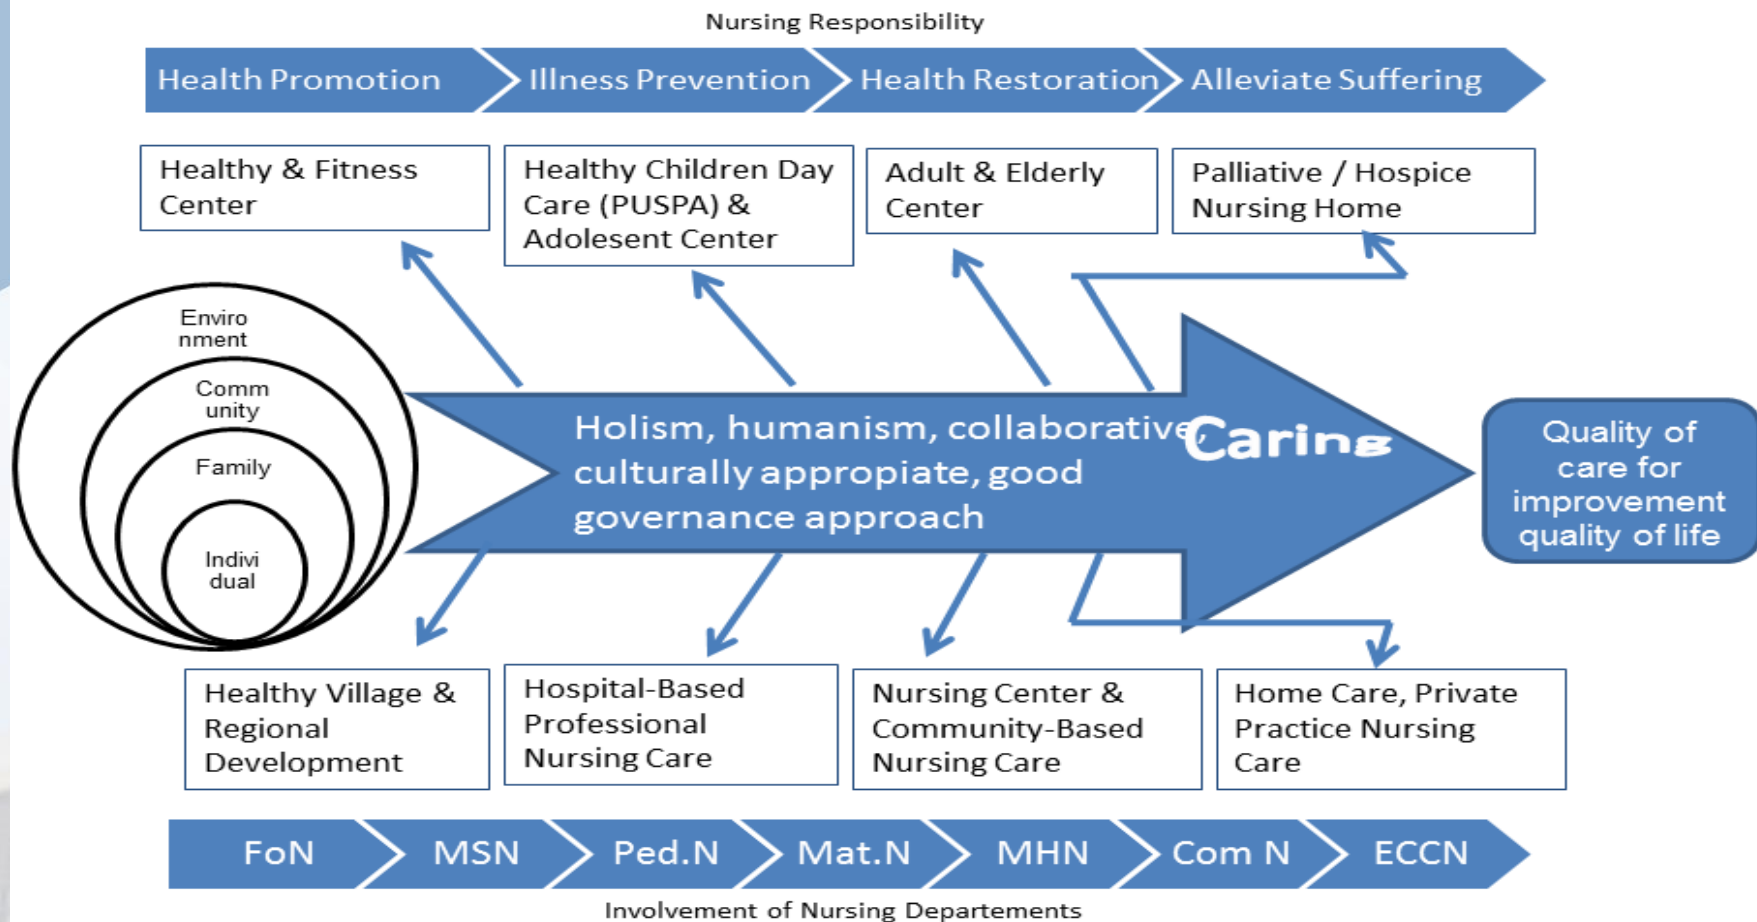 Nursing Responsibility
Health Promotion
Illness Prevention
Health Restoration
Alleviate Suffering
Healthy & Fitness
Center
Healthy Children Day
Care (PUSPA) &
Adolesent Center
Adult & Elderly
Center
Palliative / Hospice
Nursing Home
Enviro
nment
Comm
unity
Family
Indivi
dual
Holism, humanism, collaborative,
culturally appropiate, good
governance approach
Caring
Quality of
care for
improvement
quality of life
Healthy Village &
Regional
Development
Hospital-Based
Professional
Nursing Care
Nursing Center &
Community-Based
Nursing Care
Home Care, Private
Practice Nursing
Care
FoN
MSN
Ped.N
Mat.N
MHN
Com N
ECCN
Involvement of Nursing Departements